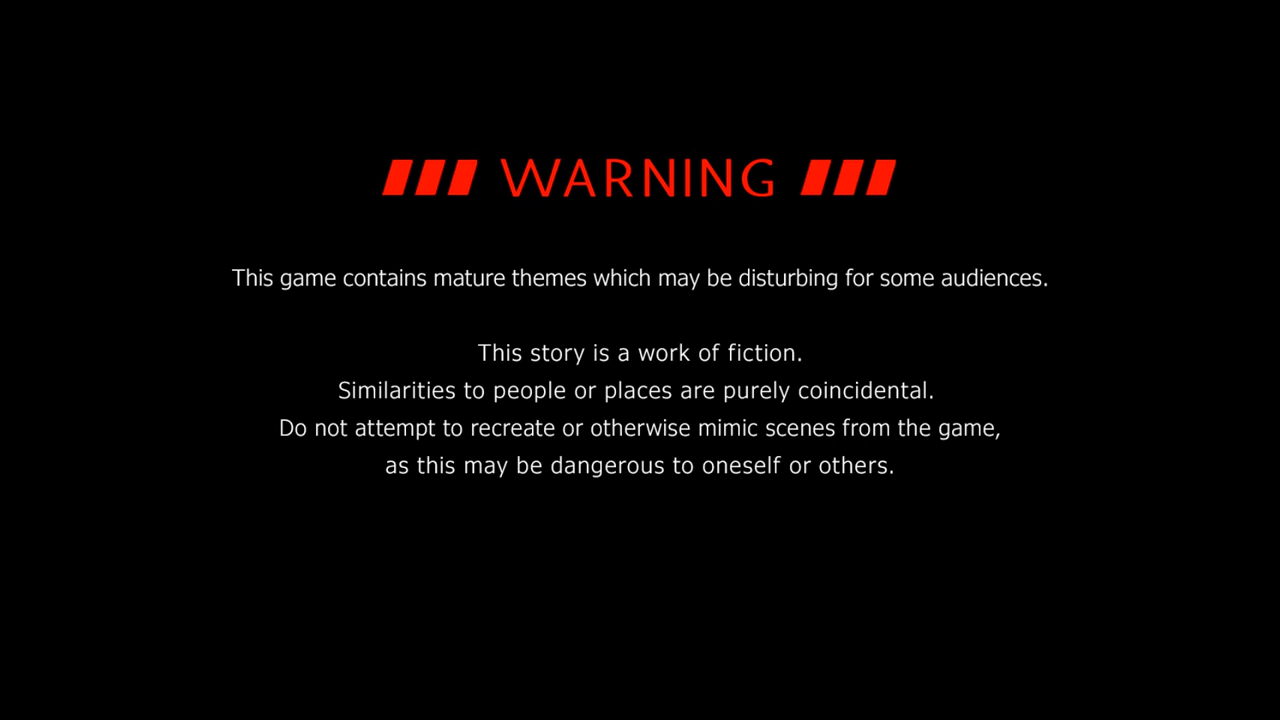 WARNING
This game contains mature themes which may be disturbing for some audiences.
This story is a work of fiction.
Similarities to people or places are purely coincidental.
Do not attempt to recreate or otherwise mimic scenes from the game,
as this may be dangerous to oneself or others.